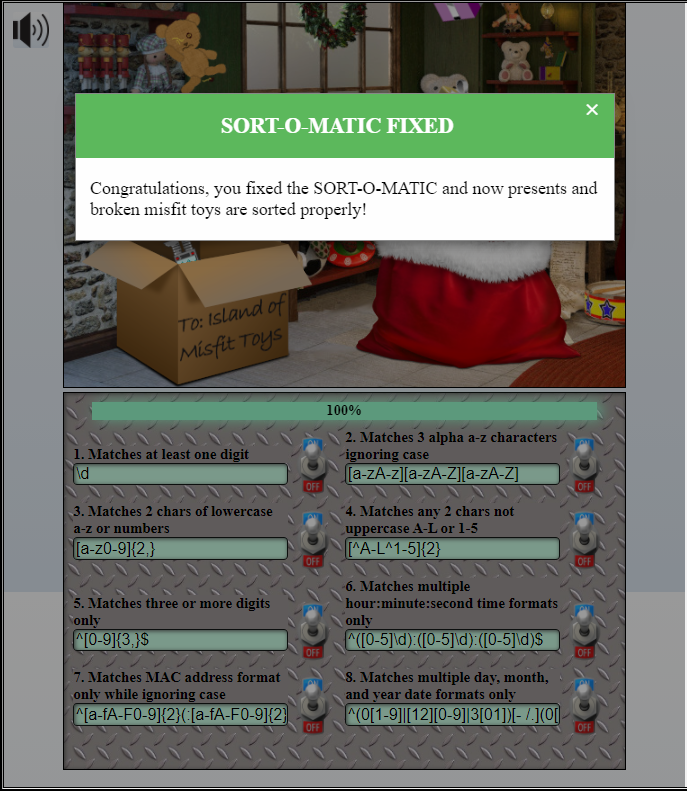 SORT-O-MATIC FIXED
×
Congratulations, you fixed the SORT-O-MATIC and now presents and
broken misfit toys are sorted properly!
To: Island of
Misfit Toys
100%
1. Matches at least one digit
\d
ON
OFF
2. Matches 3 alpha a-z characters
ignoring case
[a-zA-z][a-zA-Z][a-zA-Z]
ON
OFF
3. Matches 2 chars of lowercase
a-z or numbers
[a-z0-9]{2,}
ON
OFF
4. Matches any 2 chars not
uppercase A-L or 1-5
[^A-L^1-5]{2}
ON
OFF
5. Matches three or more digits
only
^[0-9]{3,}$
ON
OFF
6. Matches multiple
hour:minute:second time formats
only
^([0-5]\d):([0-5]\d):([0-5]\d)$
ON
OFF
7. Matches MAC address format
only while ignoring case
^[a-fA-F0-9]{2}(:[a-fA-F0-9]{2}
ON
OFF
8. Matches multiple day, month,
and year date formats only
^(0[1-9]|[12][0-9]|3[01])[- /.](0[
ON
OFF